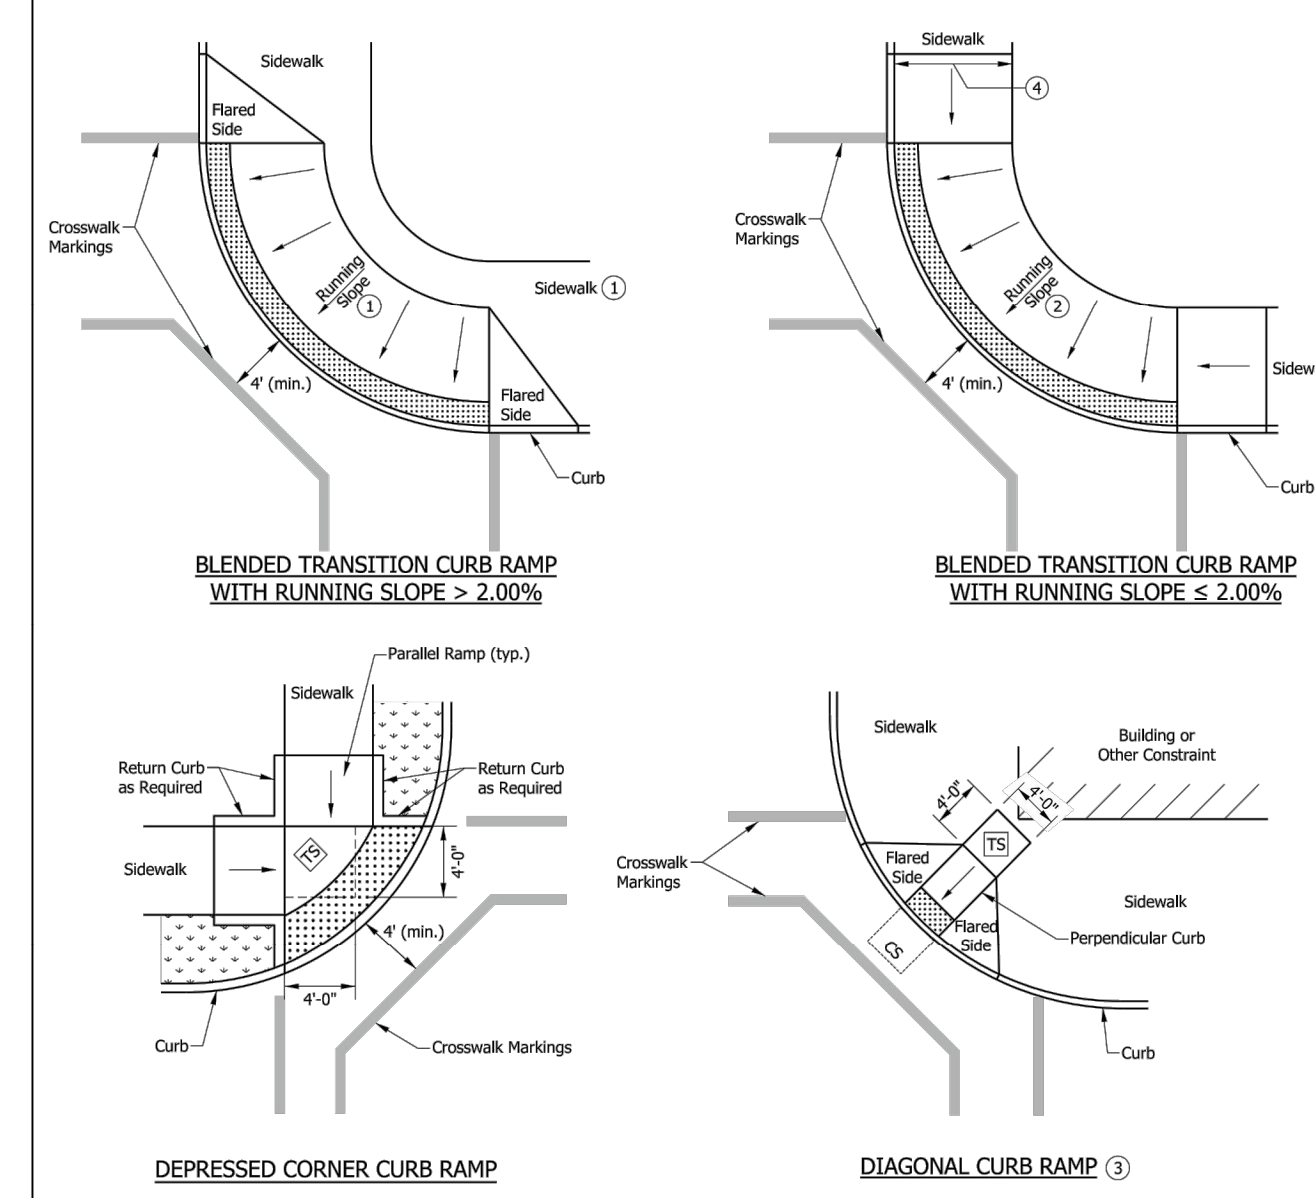 Sidewalk
Flared
Side
Crosswalk
Markings
Running
Slope
1
Sidewalk 1
4' (min.)
Flared
Side
Curb
BLENDED TRANSITION CURB RAMP
WITH RUNNING SLOPE > 2.00%
Sidewalk
4
Crosswalk
Markings
Running
Slope
2
4' (min.)
Sidew
Curb
BLENDED TRANSITION CURB RAMP
WITH RUNNING SLOPE ≤ 2.00%
Parallel Ramp (typ.)
Sidewalk
Return Curb
as Required
Return Curb
as Required
TS
Sidewalk
4'-0"
4' (min.)
4'-0"
Curb
Crosswalk Markings
DEPRESSED CORNER CURB RAMP
Sidewalk
Building or
Other Constraint
4'-0"
4'-0"
TS
Crosswalk
Markings
Flared
Side
Sidewalk
Flared
Side
Perpendicular Curb
CS
Curb
DIAGONAL CURB RAMP 3